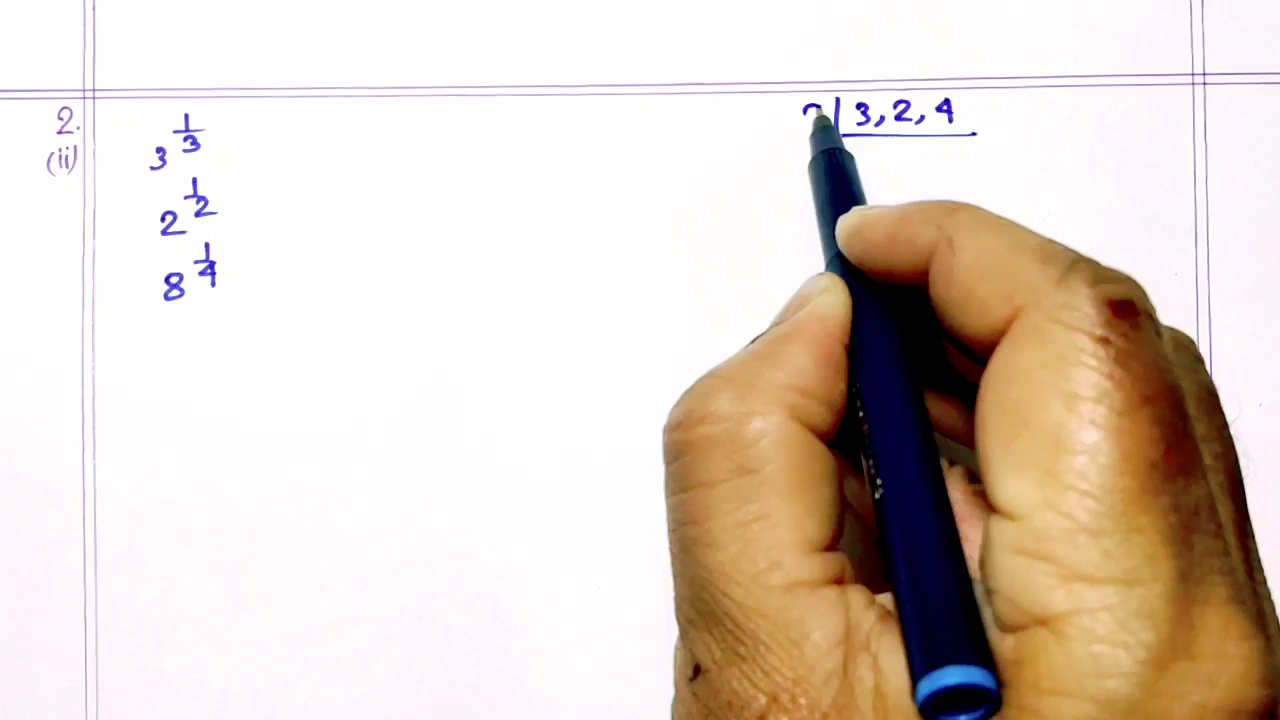 2.
(ii)
3^{1/3}
2^{1/2}
8^{1/4}
3, 2, 4